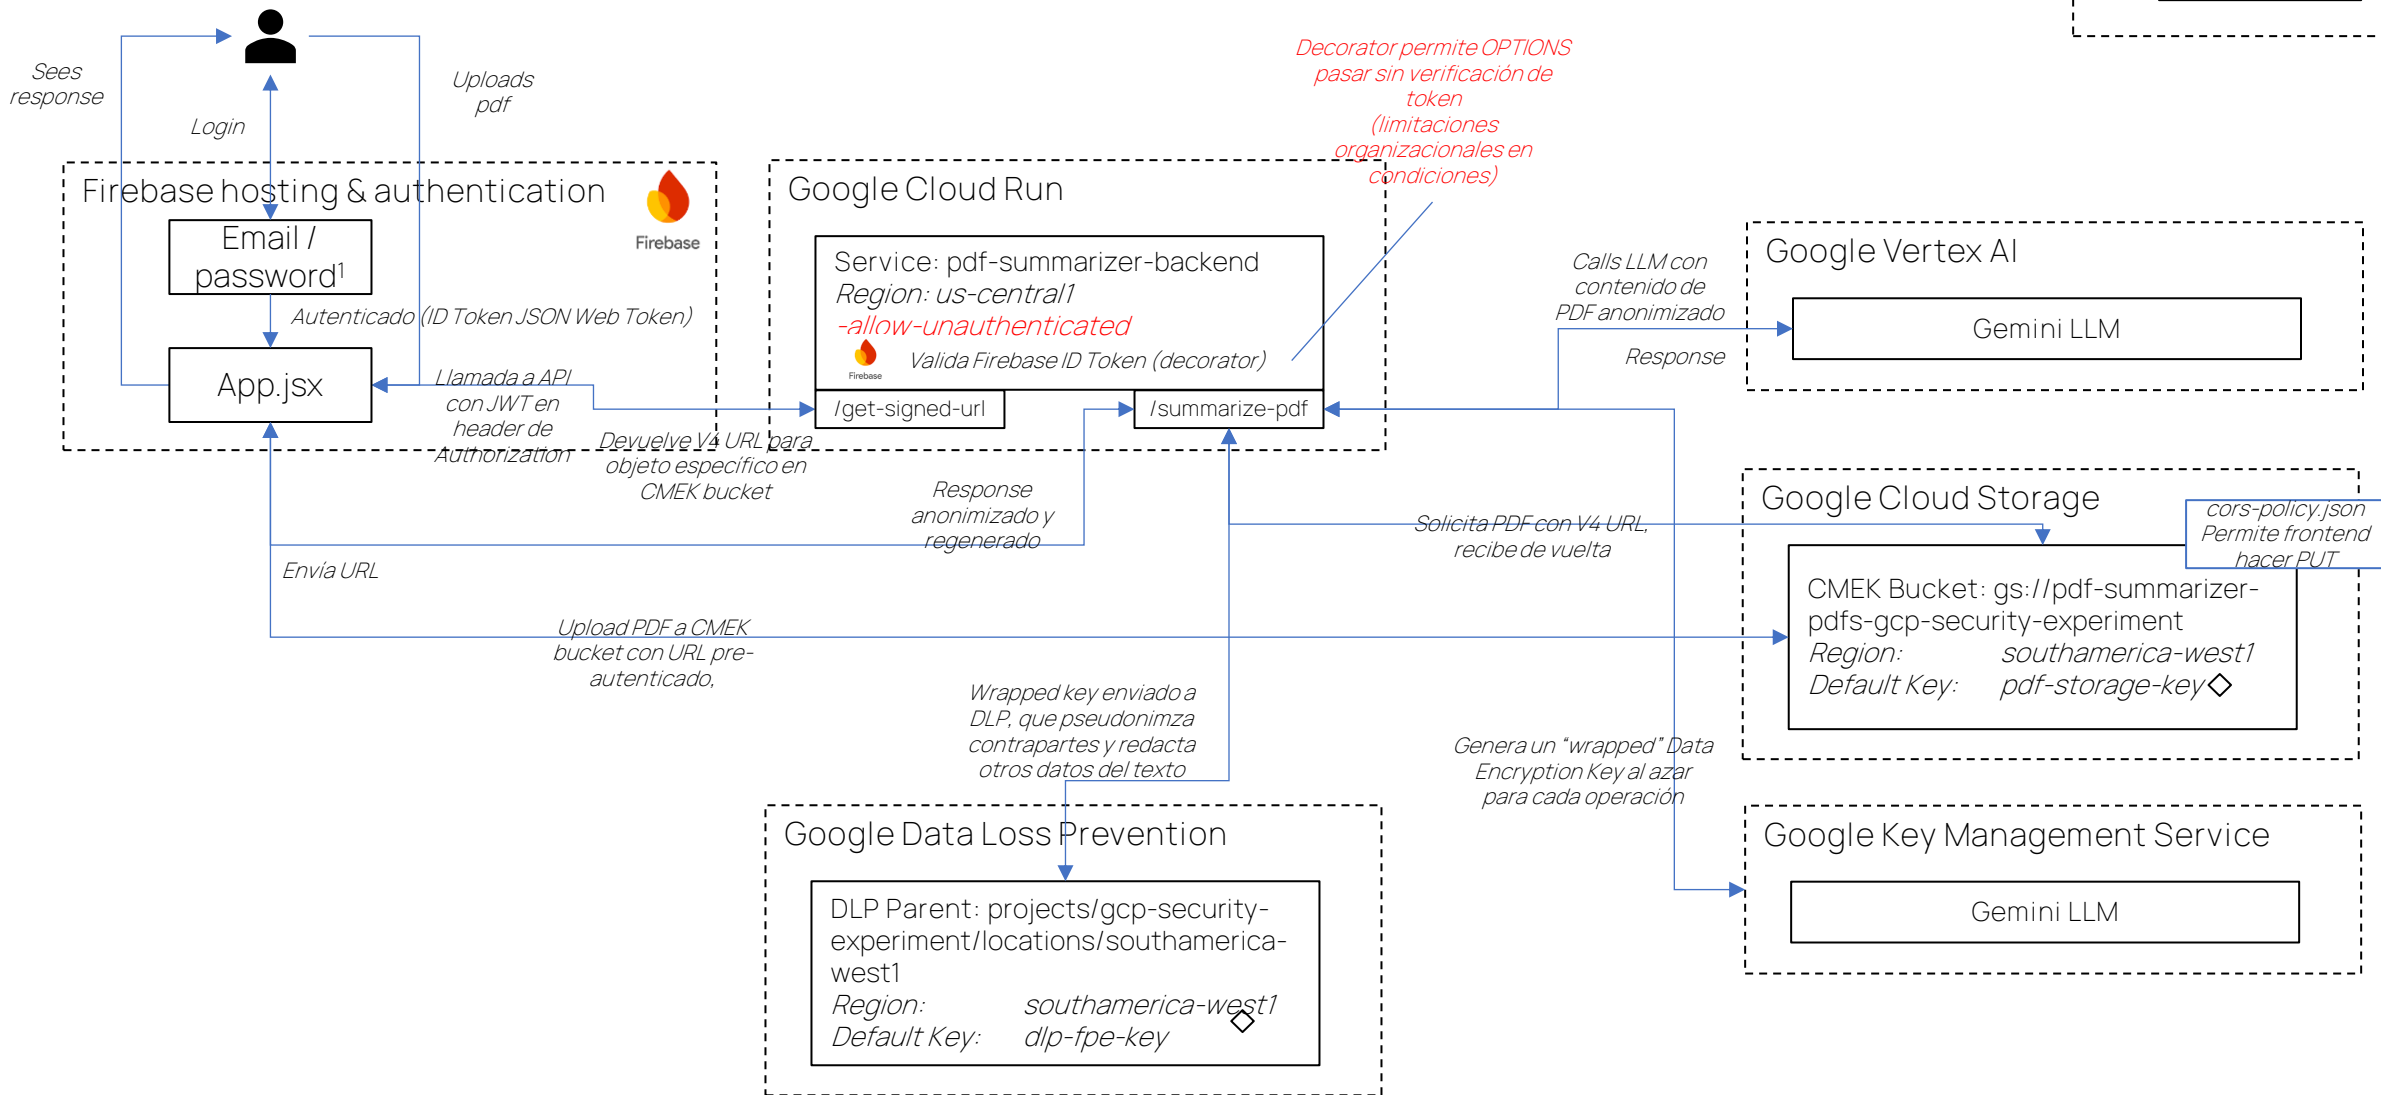 Sees
response
Login
Uploads
pdf
Decorator permite OPTIONS
pasar sin verificación de
token
(limitaciones
organizacionales en
condiciones)
Firebase hosting & authentication
Firebase
Email /
password¹
Autenticado (ID Token JSON Web Token)
App.jsx
Llamada a API
con JWT en
header de
Authorization
Google Cloud Run
Service: pdf-summarizer-backend
Region: us-central1
-allow-unauthenticated
Firebase
Valida Firebase ID Token (decorator)
/get-signed-url
/summarize-pdf
Devuelve V4 URL para
objeto específico en
CMEK bucket
Response
anonimizado y
regenerado
Envía URL
Upload PDF a CMEK
bucket con URL pre-
autenticado,
Calls LLM con
contenido de
PDF anonimizado
Response
Google Vertex AI
Gemini LLM
Solicita PDF con V4 URL,
recibe de vuelta
Google Cloud Storage
cors-policy.json
Permite frontend
hacer PUT
CMEK Bucket: gs://pdf-summarizer-
pdfs-gcp-security-experiment
Region: southamerica-west1
Default Key: pdf-storage-key
Wrapped key enviado a
DLP, que pseudonimza
contrapartes y redacta
otros datos del texto
Genera un “wrapped” Data
Encryption Key al azar
para cada operación
Google Data Loss Prevention
DLP Parent: projects/gcp-security-
experiment/locations/southamerica-
west1
Region: southamerica-west1
Default Key: dlp-fpe-key
Google Key Management Service
Gemini LLM